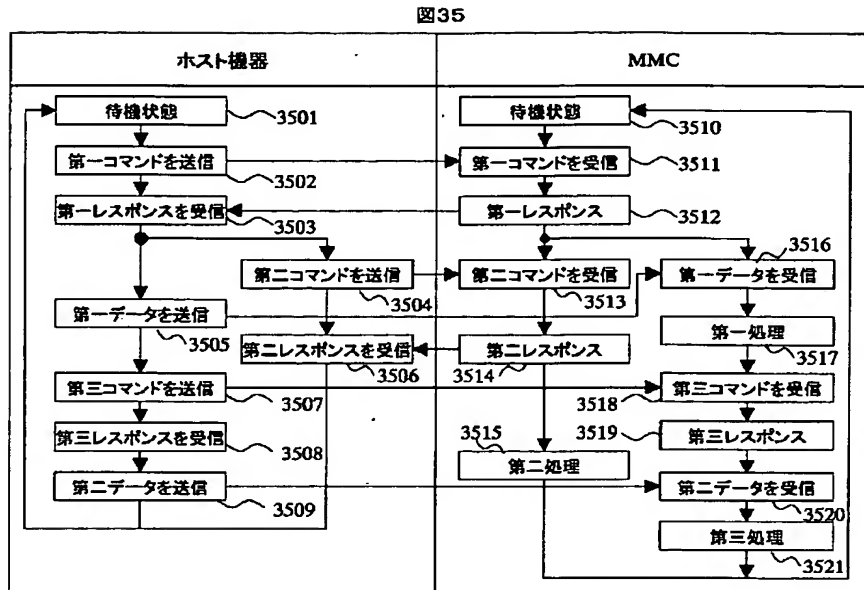 図35
ホスト機器
MMC
待機状態
3501
第一コマンドを送信
3502
第一レスポンスを受信
3503
第二コマンドを送信
3504
第一データを送信
3505
第二レスポンスを受信
3506
第三コマンドを送信
3507
第三レスポンスを受信
3508
第二データを送信
3509
待機状態
3510
第一コマンドを受信
3511
第一レスポンス
3512
第二コマンドを受信
3513
第二レスポンス
3514
3515
第二処理
3516
第一データを受信
第一処理
3517
第三コマンドを受信
3518
3519
第三レスポンス
第二データを受信
3520
第三処理
3521